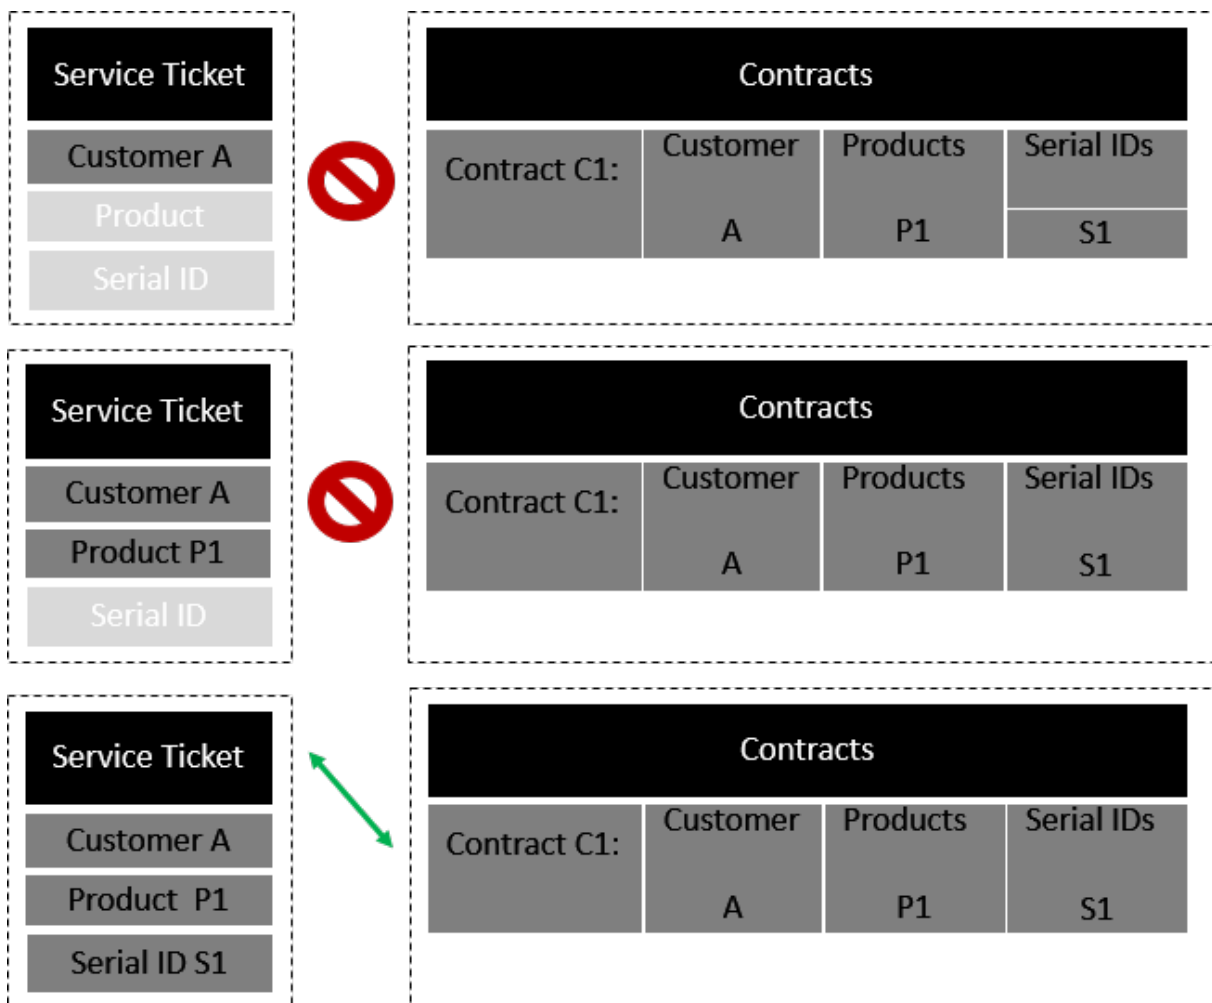 Service Ticket
Customer A
Product
Serial ID
Contracts
Contract C1:
Customer
A
Products
P1
Serial IDs
S1
Service Ticket
Customer A
Product P1
Serial ID
Contracts
Contract C1:
Customer
A
Products
P1
Serial IDs
S1
Service Ticket
Customer A
Product  P1
Serial ID S1
Contracts
Contract C1:
Customer
A
Products
P1
Serial IDs
S1